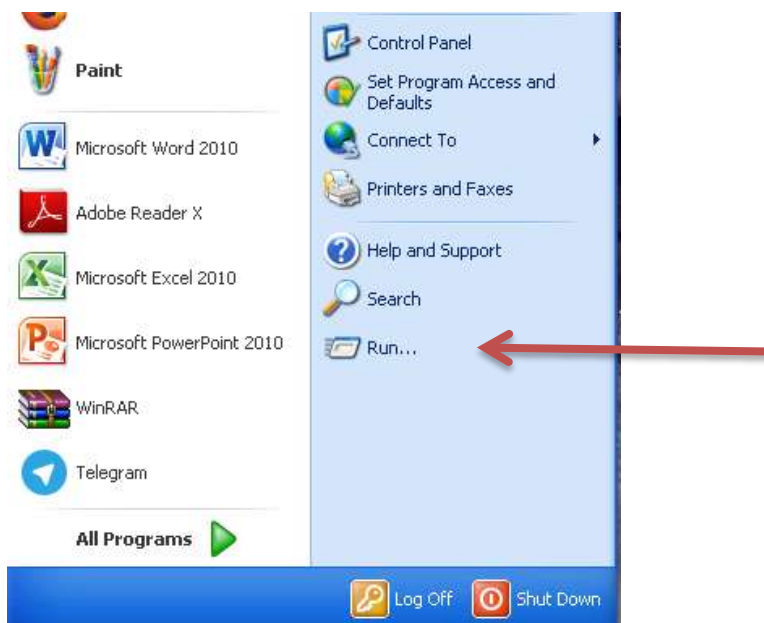 Paint
Microsoft Word 2010
Adobe Reader X
Microsoft Excel 2010
Microsoft PowerPoint 2010
WinRAR
Telegram
All Programs
Control Panel
Set Program Access and
Defaults
Connect To
Printers and Faxes
Help and Support
Search
Run...
Log Off
Shut Down